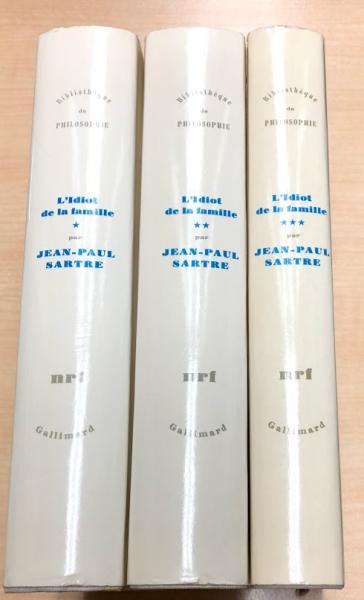 Bibliothèque
de
PHILOSOPHIE
L'Idiot
de la famille
★
par
JEAN-PAUL
SARTRE
nrf
Gallimard
Bibliothèque
de
PHILOSOPHIE
L'Idiot
de la famille
★★
par
JEAN-PAUL
SARTRE
nrf
Gallimard
Bibliothèque
de
PHILOSOPHIE
L'Idiot
de la famille
★★★
par
JEAN-PAUL
SARTRE
nrf
Gallimard